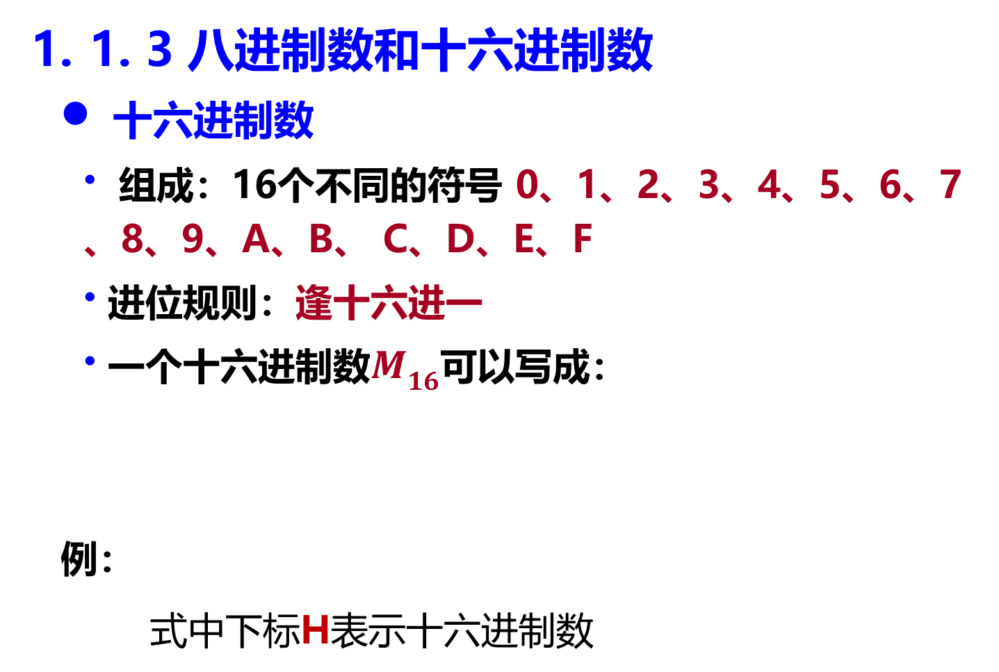 1. 1. 3 八进制数和十六进制数
● 十六进制数
• 组成：16个不同的符号 0、1、2、3、4、5、6、7
、8、9、A、B、 C、D、E、F
• 进位规则：逢十六进一
• 一个十六进制数M₁₆可以写成：
例：
式中下标H表示十六进制数